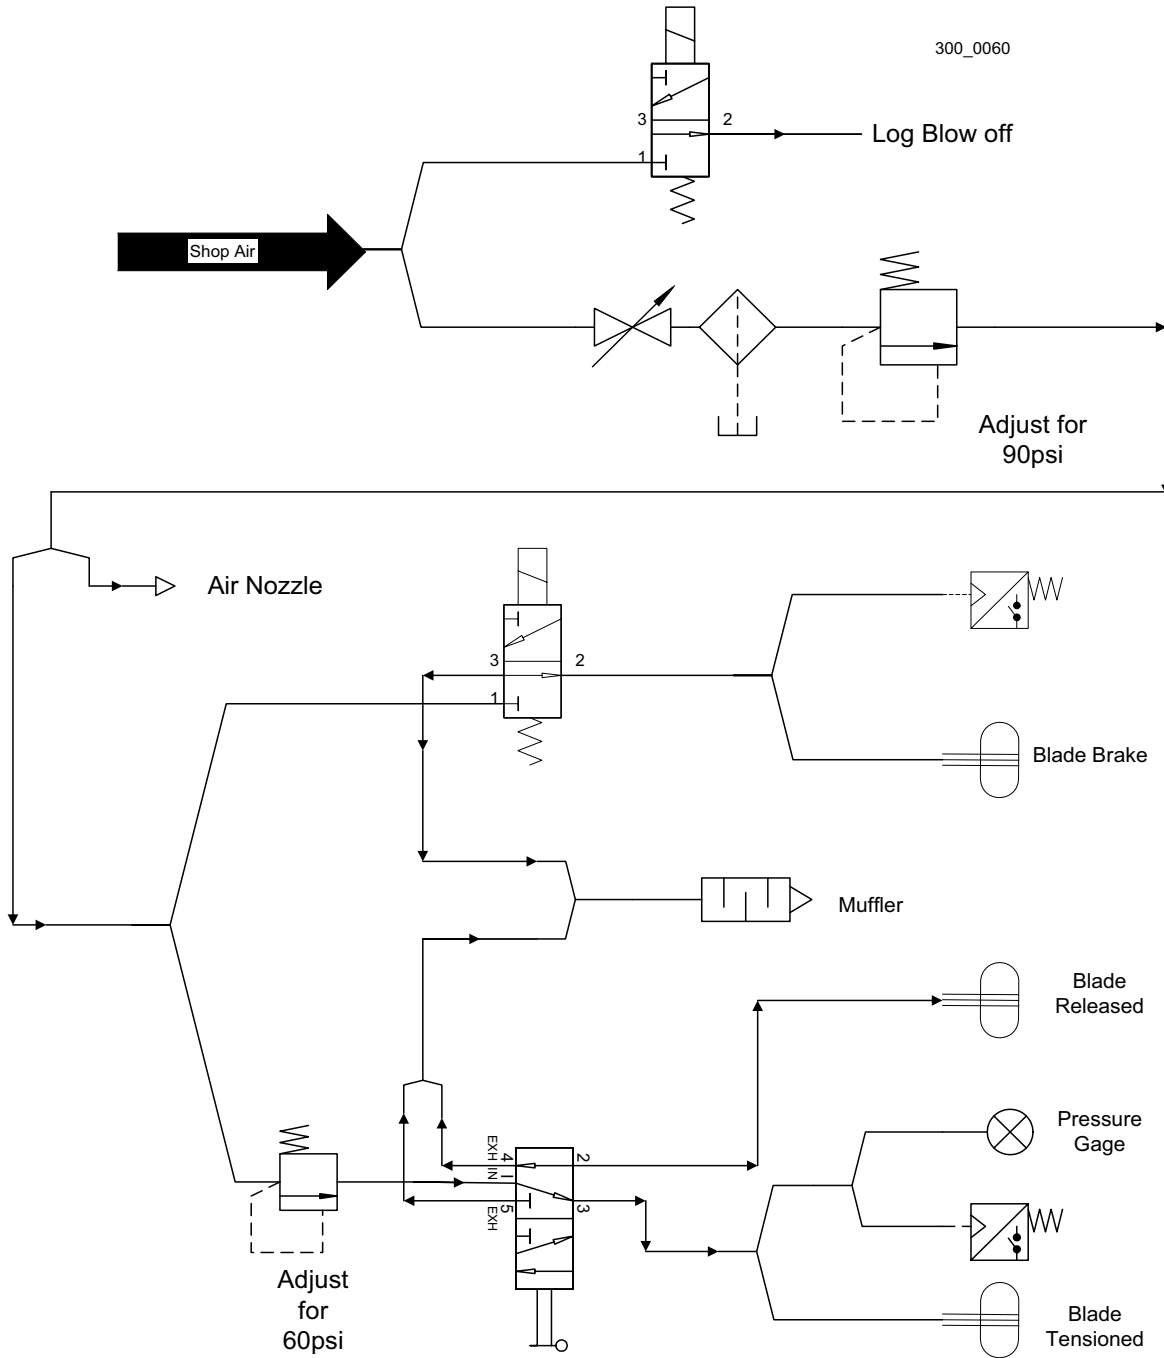 300_0060
3
2
Log Blow off
1
Shop Air
Adjust for
90psi
Air Nozzle
3
2
1
Blade Brake
Muffler
Blade
Released
Pressure
Gage
EXH
IN
4
1
5
EXH
2
3
Adjust
for
60psi
Blade
Tensioned